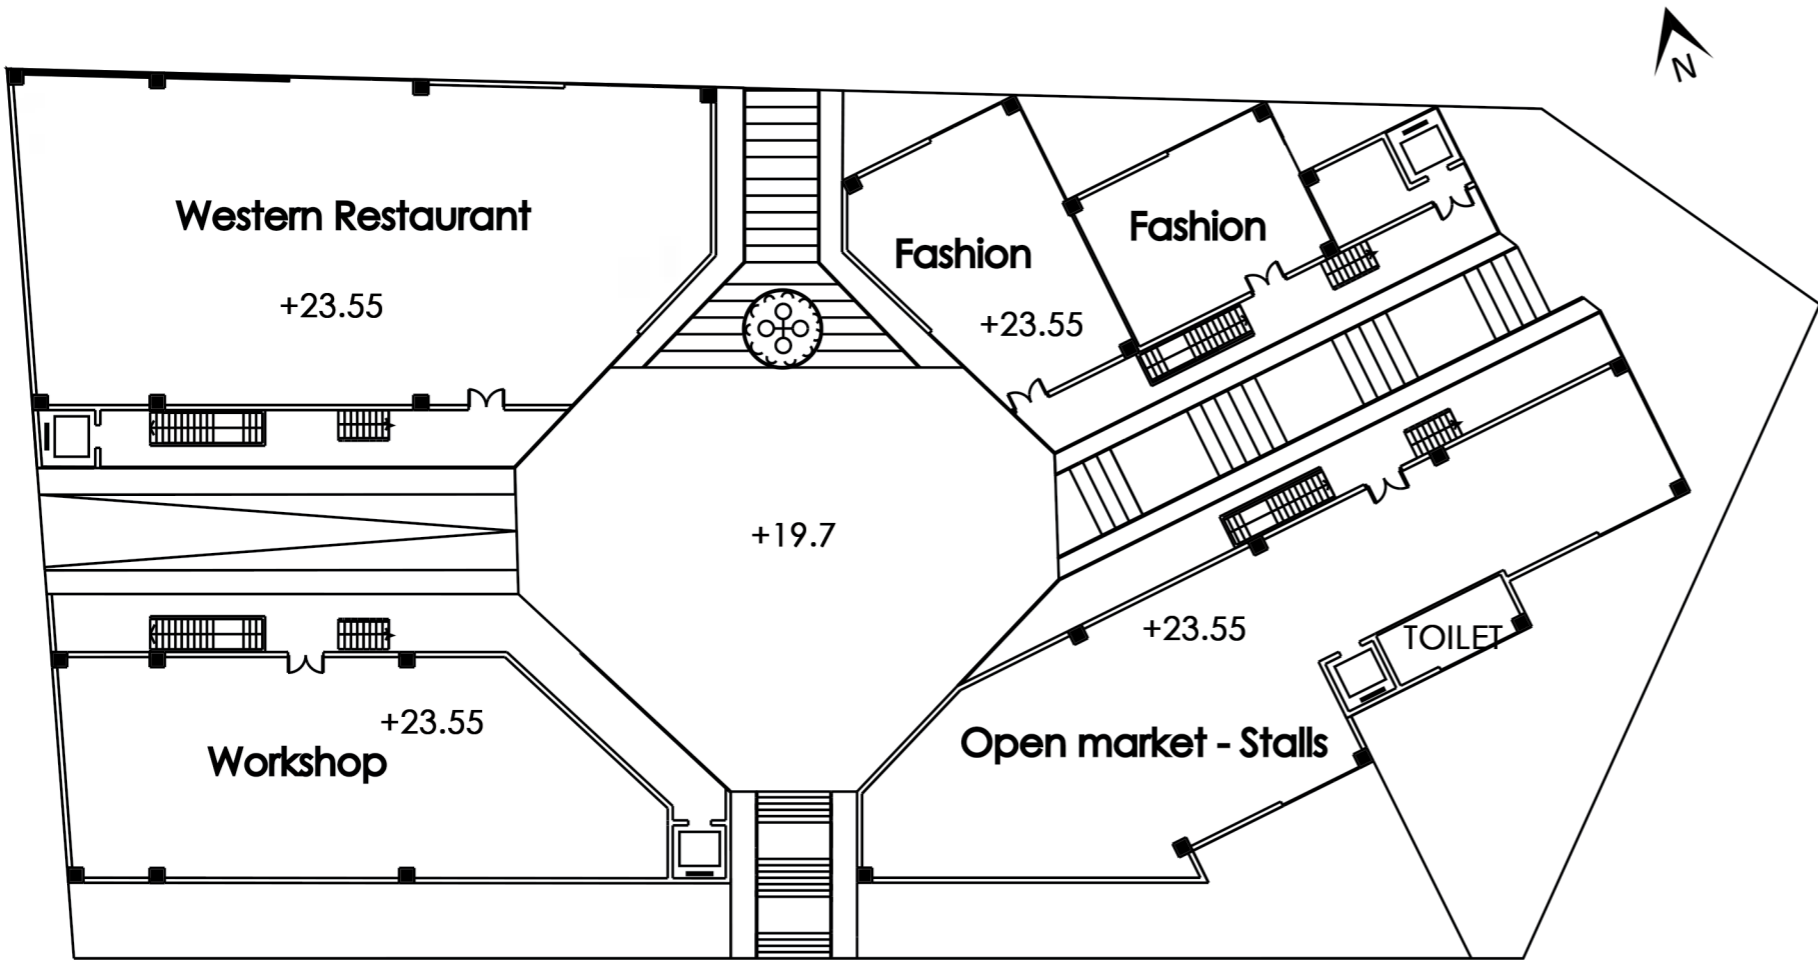 N
Western Restaurant
+23.55
Fashion
Fashion
+23.55
+19.7
+23.55
TOILET
+23.55
Workshop
Open market - Stalls